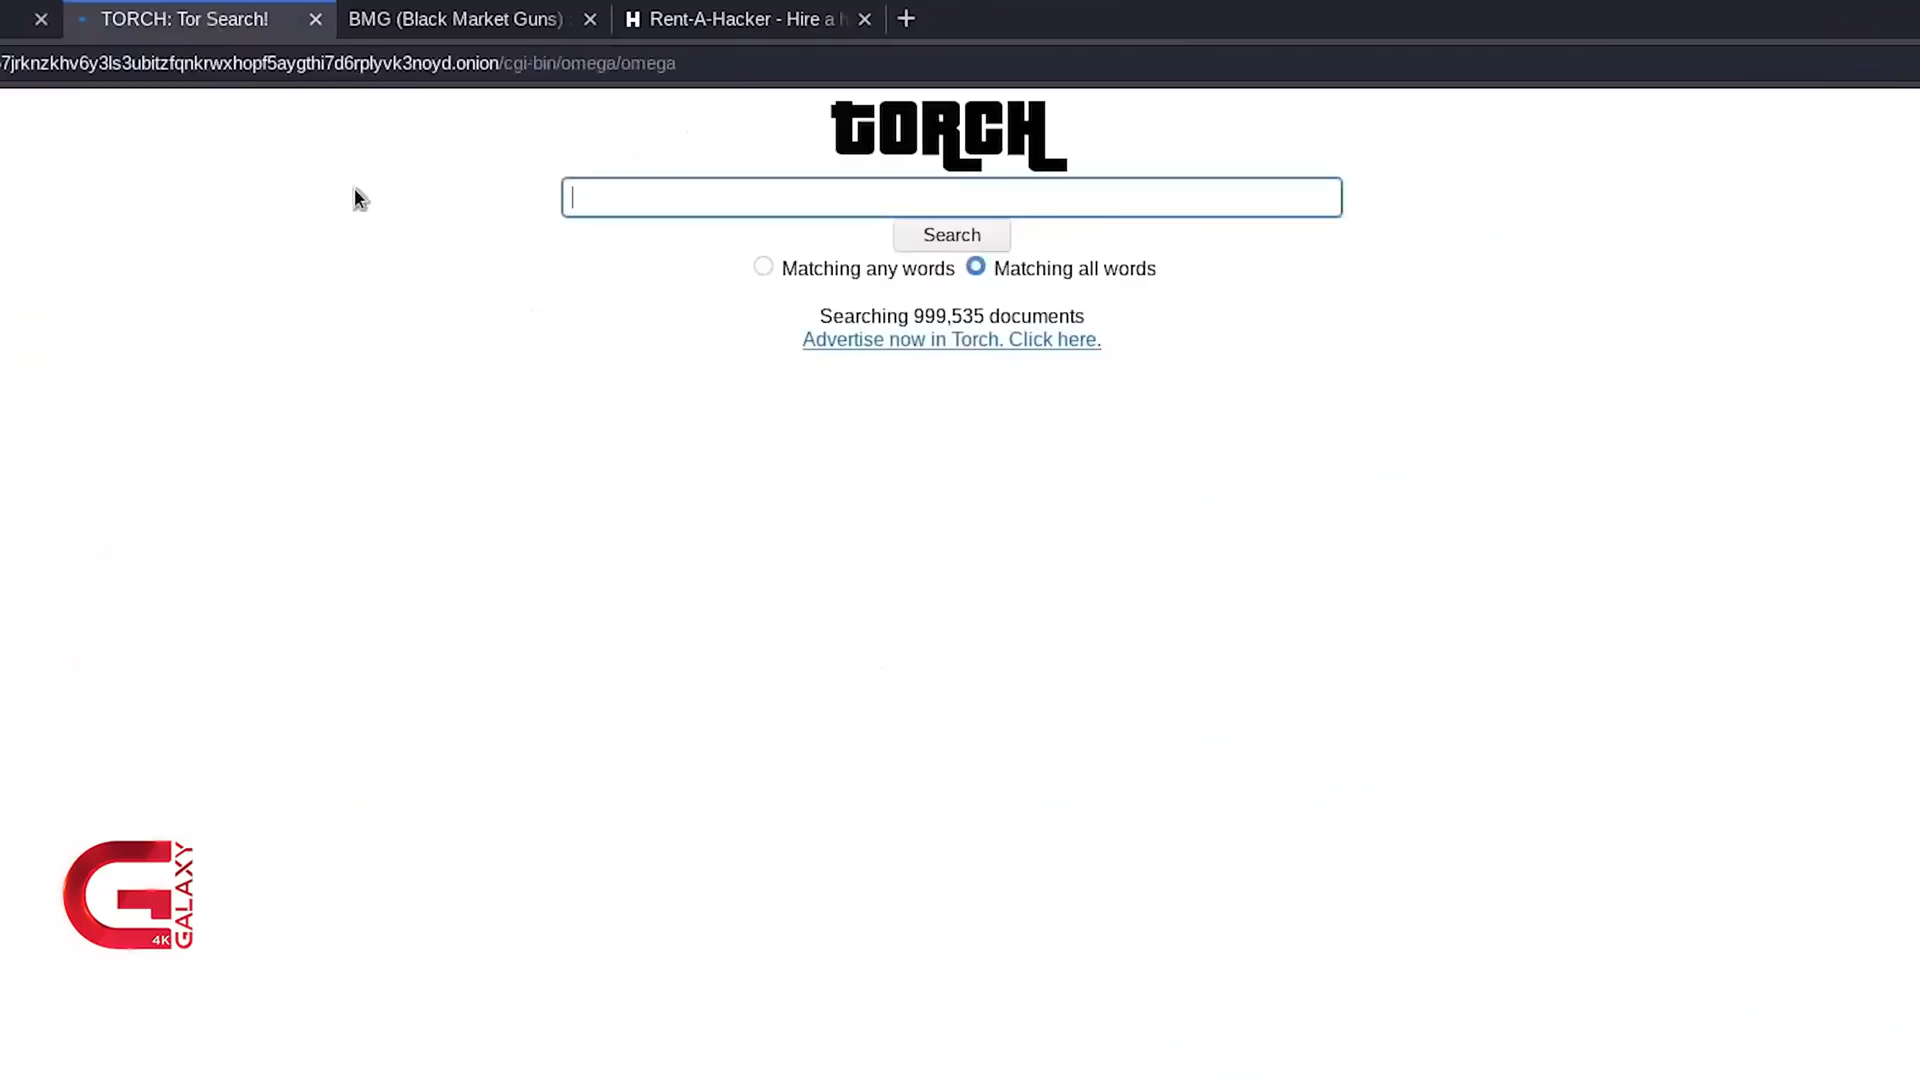 TORCH: Tor Search!
BMG (Black Market Guns)
H Rent-A-Hacker - Hire a h
7jrknzkhv6y3ls3ubitzfqnkrwxhopf5aygthi7d6rplyvk3noyd.onion/cgi-bin/omega/omega
TORCH
Search
Matching any words Matching all words
Searching 999,535 documents
Advertise now in Torch. Click here.
G GALAXY
4K